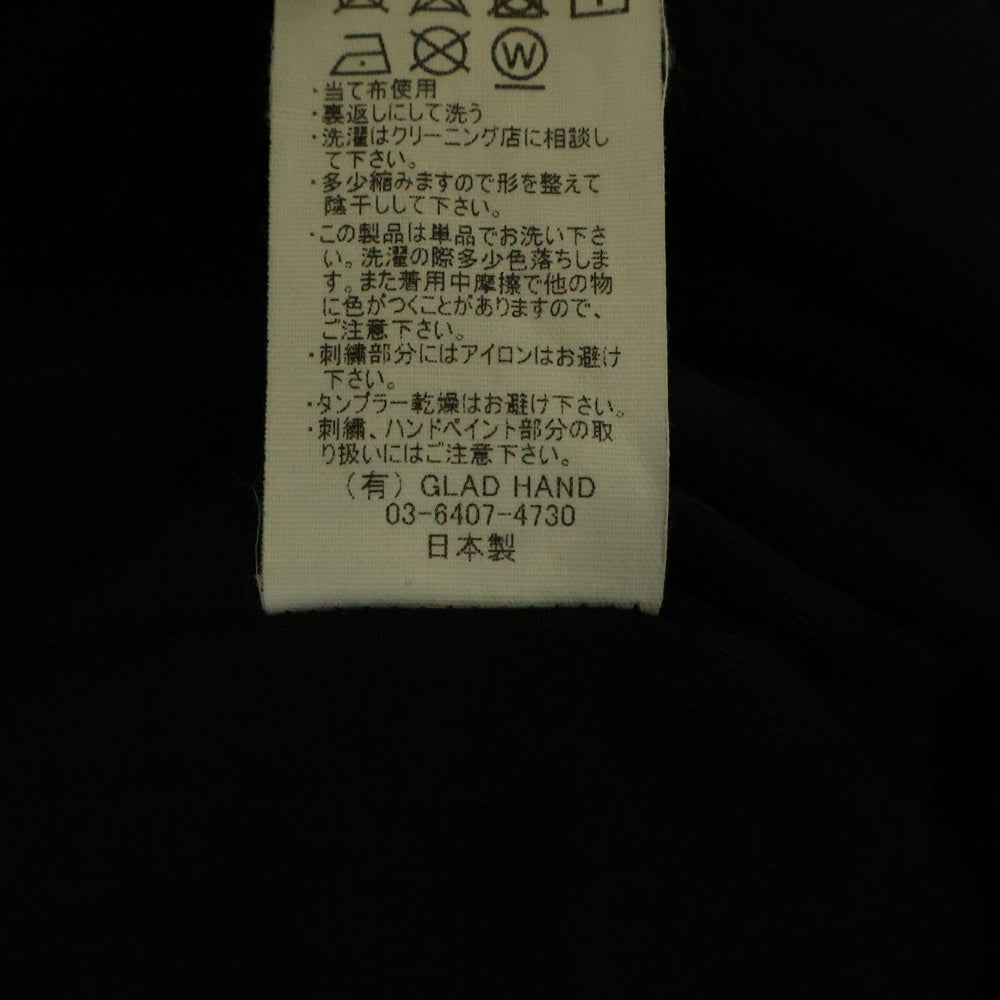 W
・当て布使用
・裏返しにして洗う
・洗濯はクリーニング店に相談し
て下さい。
・多少縮みますので形を整えて
陰干しして下さい。
・この製品は単品でお洗い下さ
い。洗濯の際多少色落ちしま
す。また着用中摩擦で他の物
に色がつくことがありますので、
ご注意下さい。
・刺繍部分にはアイロンはお避け
下さい。
・タンブラー乾燥はお避け下さい。
・刺繍、ハンドペイント部分の取
り扱いにはご注意下さい。
（有）GLAD HAND
03-6407-4730
日本製